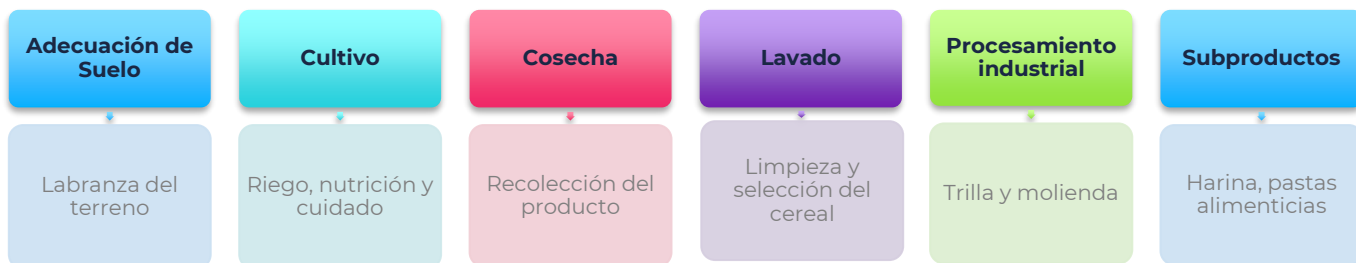 Adecuación de
Suelo
Cultivo
Cosecha
Lavado
Procesamiento
industrial
Subproductos
Labranza del
terreno
Riego, nutrición y
cuidado
Recolección del
producto
Limpieza y
selección del
cereal
Trilla y molienda
Harina, pastas
alimenticias